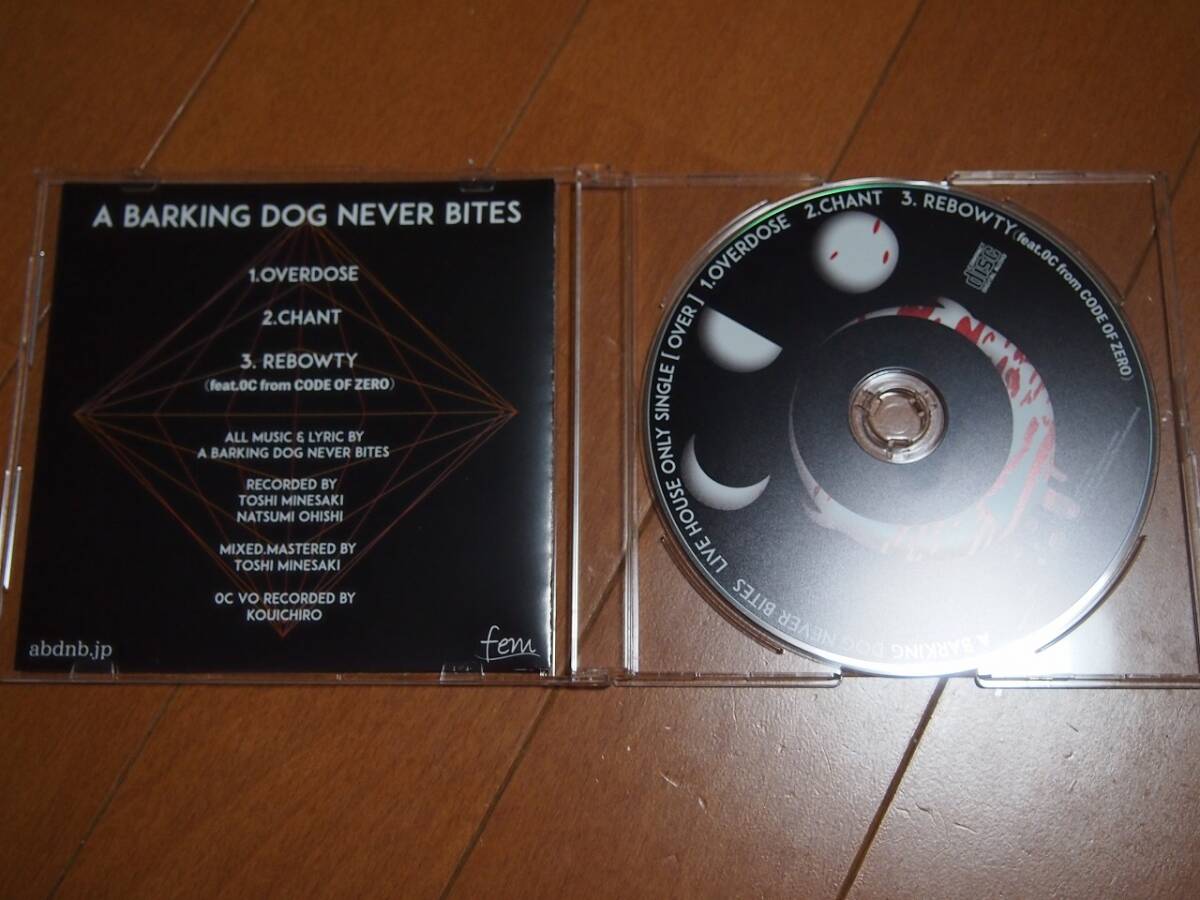 A BARKING DOG NEVER BITES
1.OVERDOSE
2.CHANT
3. REBOWTY
(feat.0C from CODE OF ZERO)
ALL MUSIC & LYRIC BY
A BARKING DOG NEVER BITES
RECORDED BY
TOSHI MINESAKI
NATSUMI OHISHI
MIXED.MASTERED BY
TOSHI MINESAKI
0C VO RECORDED BY
KOUICHIRO
abdnb.jp
fem
A BARKING DOG NEVER BITES LIVE HOUSE ONLY SINGLE [ OVER ] 1.OVERDOSE 2.CHANT 3. REBOWTY (feat.0C from CODE OF ZERO)
disc